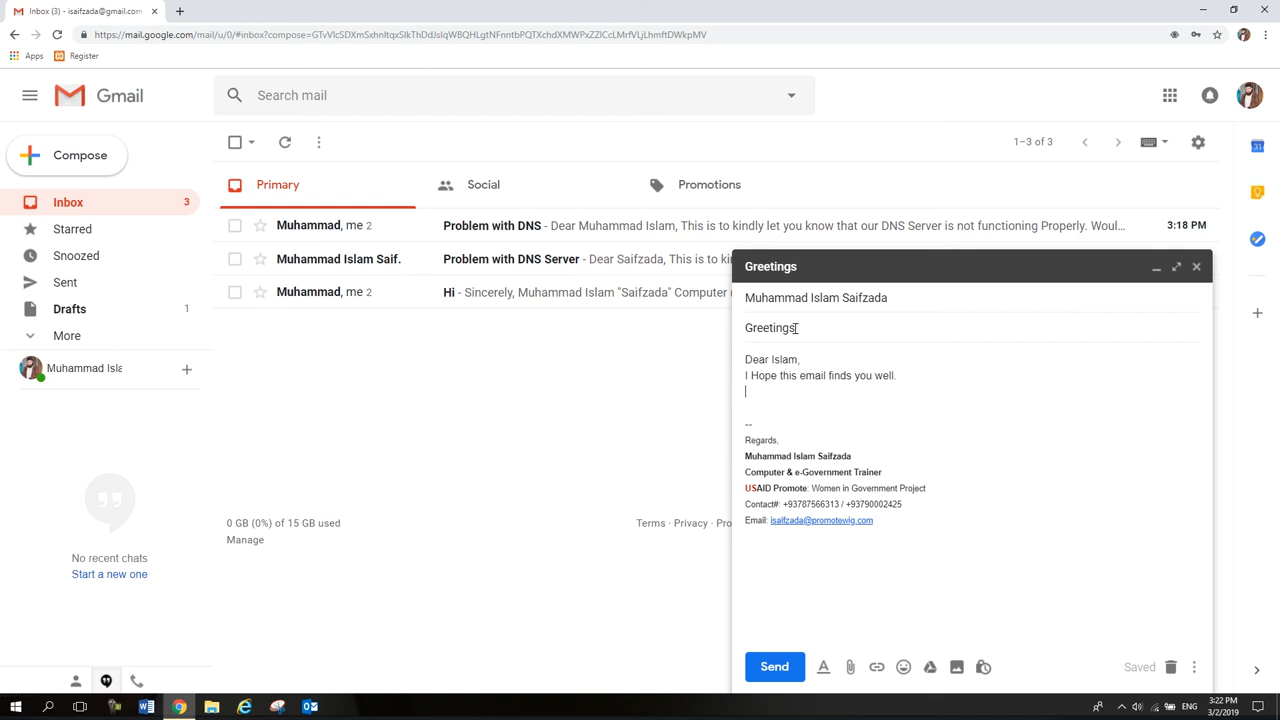 Inbox (3) - isaifzada@gmail.com
https://mail.google.com/mail/u/0/#inbox?compose=GTvVlcSDXmSxhnltqxSlkThDdJslqWBQHLgtNFnntbPQTXchdXMWPxZZlCcLMrfVLjLhmftDWkpMV
Apps Register
Gmail
Search mail
Compose
1–3 of 3
Inbox 3
Primary Social Promotions
Starred
Muhammad, me 2 Problem with DNS - Dear Muhammad Islam, This is to kindly let you know that our DNS Server is not functioning Properly. Woul... 3:18 PM
Snoozed
Muhammad Islam Saif. Problem with DNS Server - Dear Saifzada, This is to ki
Sent
Muhammad, me 2 Hi - Sincerely, Muhammad Islam "Saifzada" Computer
Drafts 1
More
Muhammad Isla
Greetings
Muhammad Islam Saifzada
Greetings
Dear Islam,
I Hope this email finds you well.
--
Regards,
Muhammad Islam Saifzada
Computer & e-Government Trainer
USAID Promote: Women in Government Project
Contact#: +93787566313 / +93790002425
Email: isaifzada@promotewig.com
0 GB (0%) of 15 GB used
Manage
Terms · Privacy · Pro
No recent chats
Start a new one
Send
Saved
ENG
3:22 PM
3/2/2019